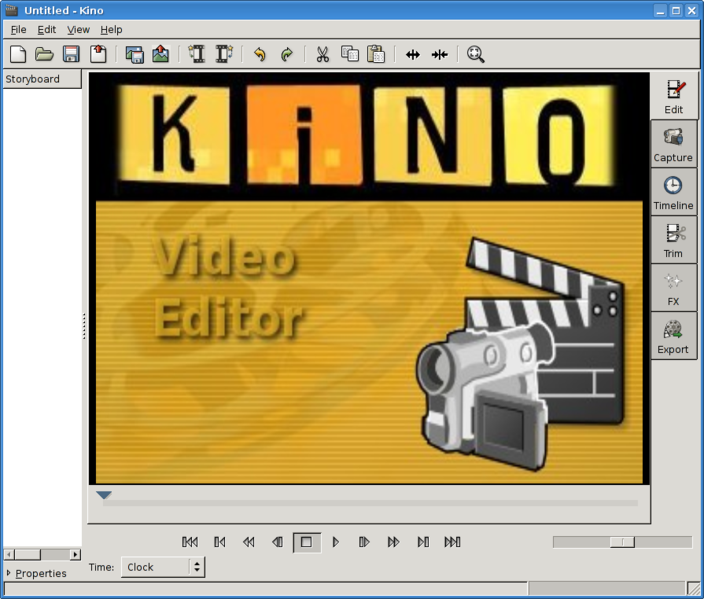 Untitled - Kino
File Edit View Help
Storyboard
KiNO
Video
Editor
Edit
Capture
Timeline
Trim
FX
Export
Time: Clock
Properties